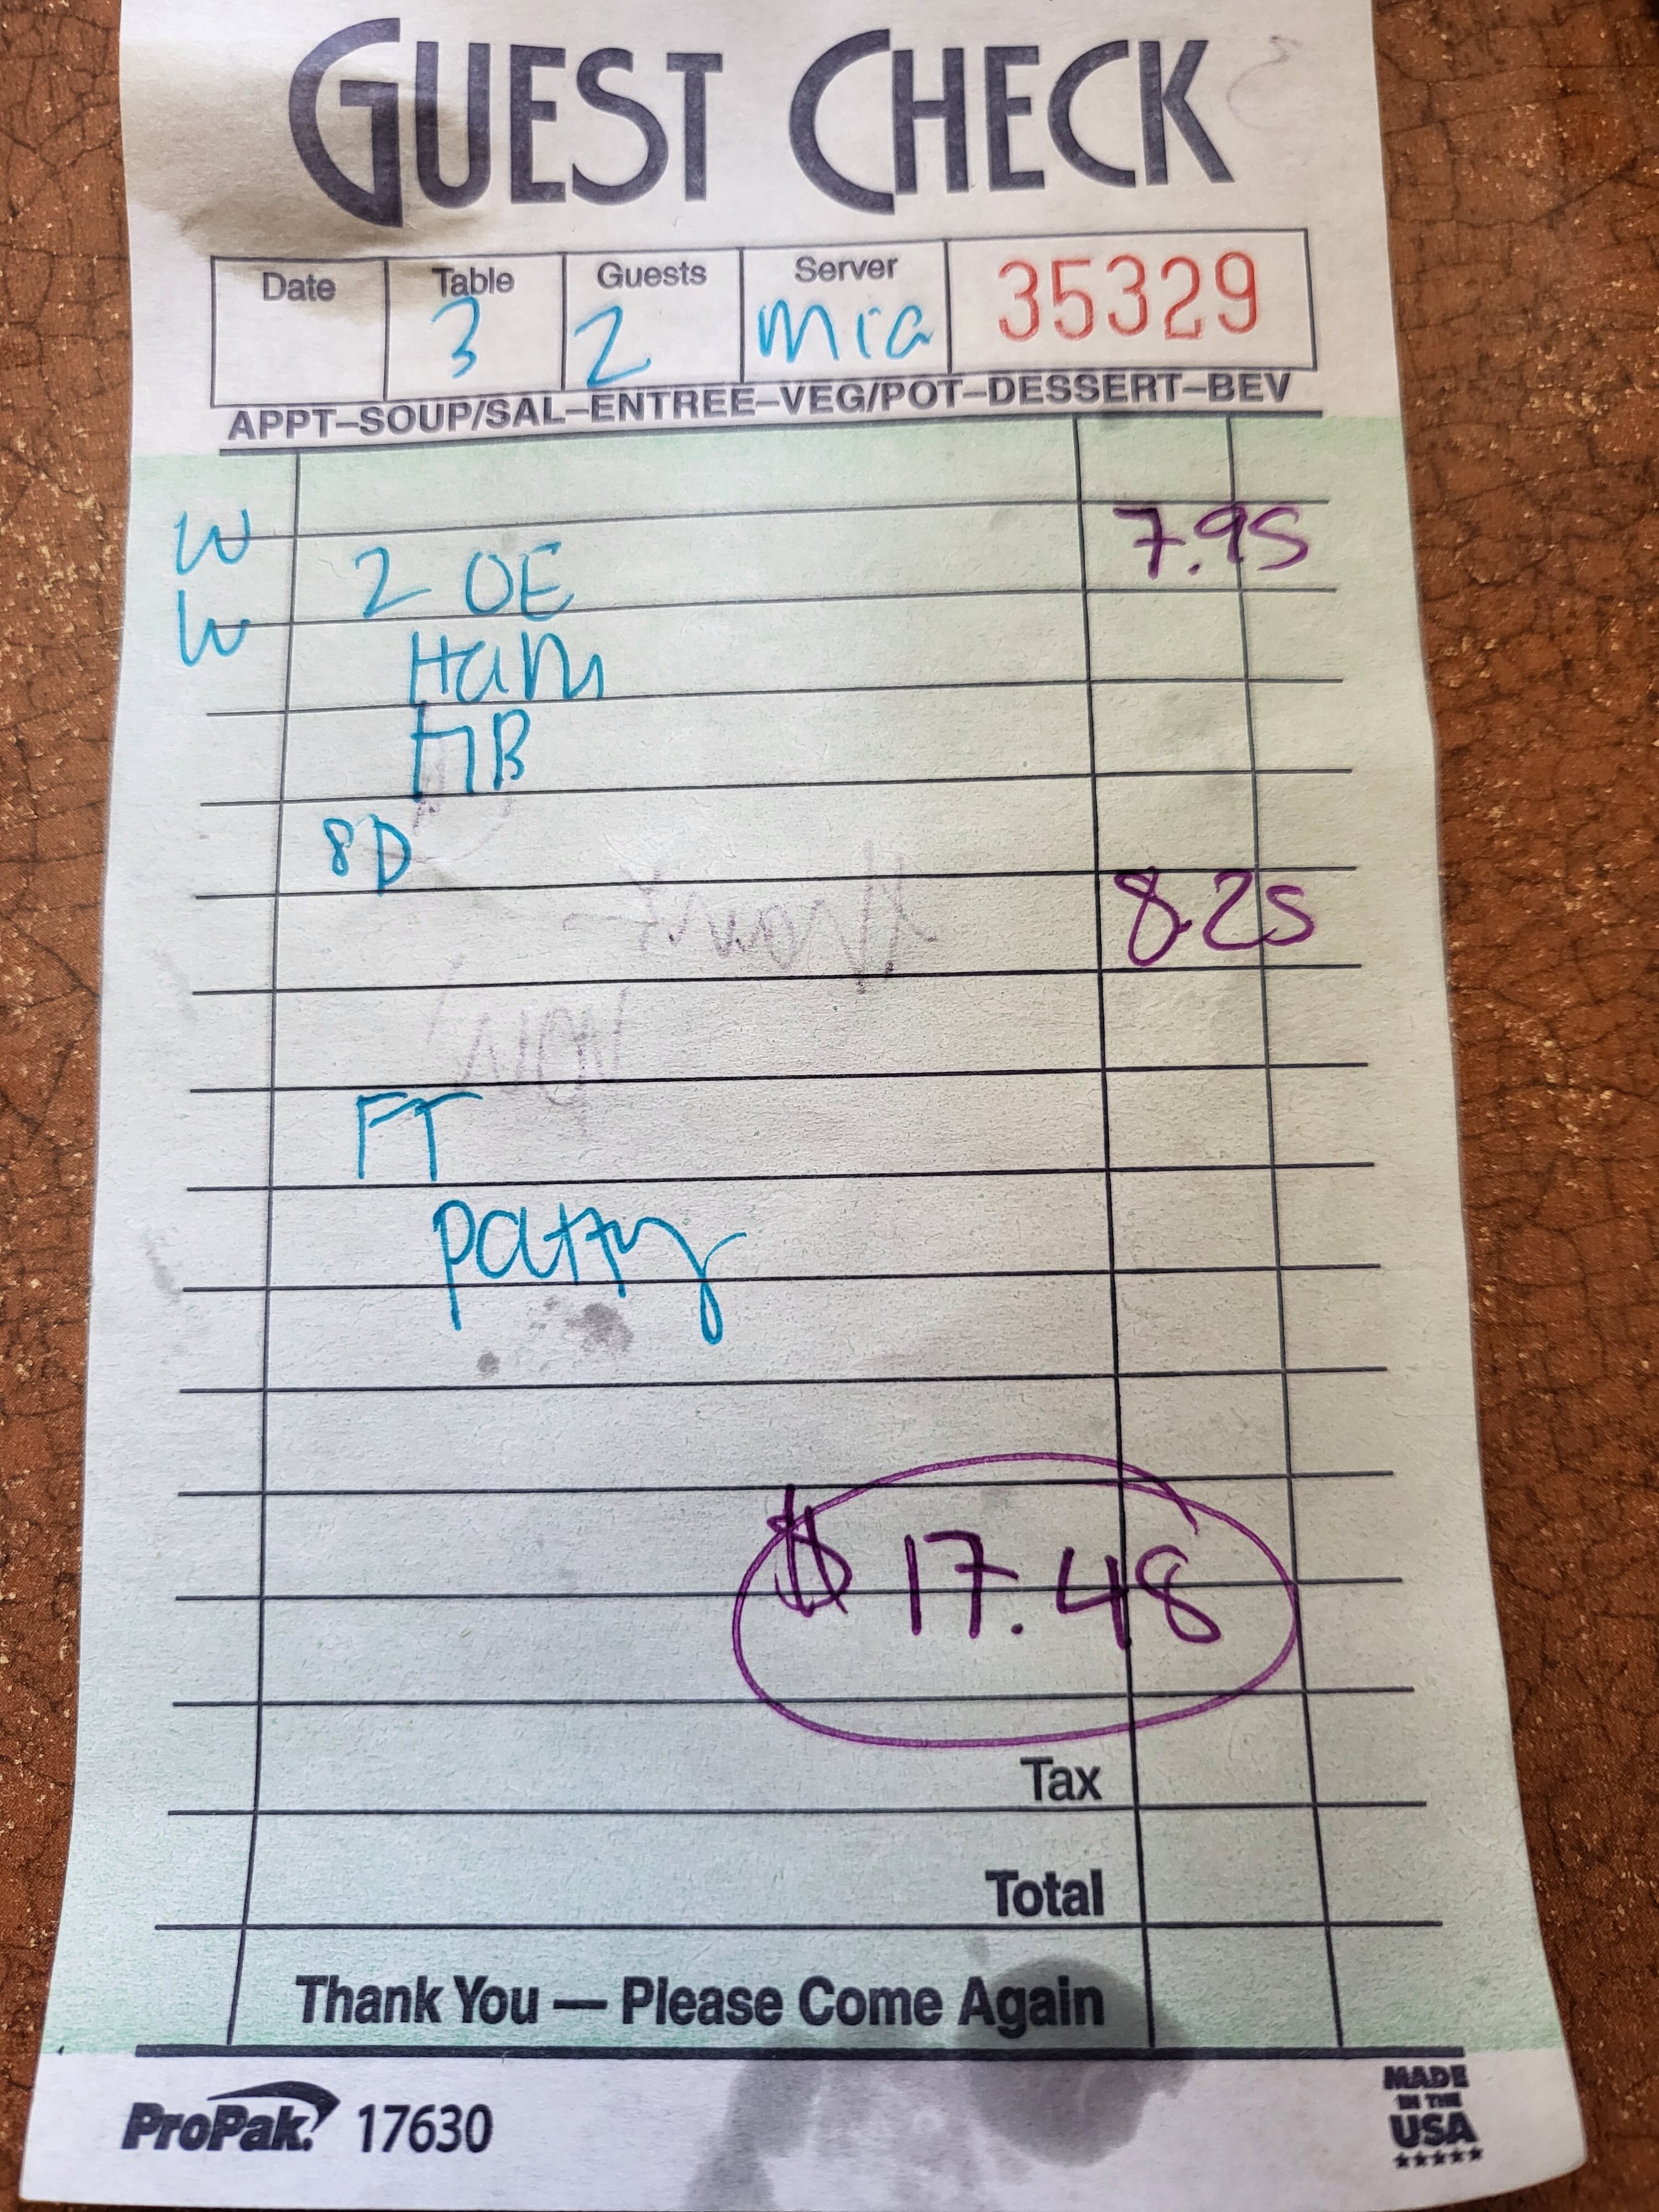 GUEST CHECK
Date Table Guests Server 35329
3 2 Mia
APPT–SOUP/SAL–ENTREE–VEG/POT–DESSERT–BEV
W 2 OE 7.95
W Ham
HB
8D
8.25
FT
patty
$ 17.48
Tax
Total
Thank You — Please Come Again
ProPak 17630
MADE
IN THE
USA